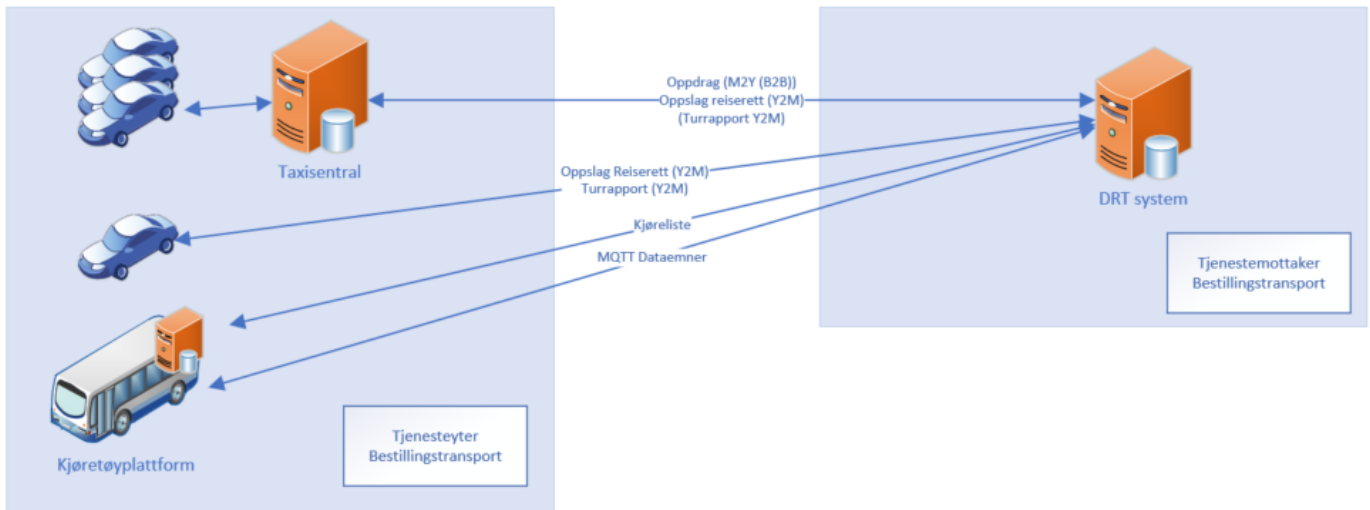 Oppdrag (M2Y (B2B))
Oppslag reiserett (Y2M)
(Turrapport Y2M)
Taxisentral
DRT system
Oppslag Reiserett (Y2M)
Turrapport (Y2M)
Kjøreliste
MQTT Dataemner
Tjenestemottaker
Bestillingstransport
Kjøretøyplattform
Tjenesteyter
Bestillingstransport